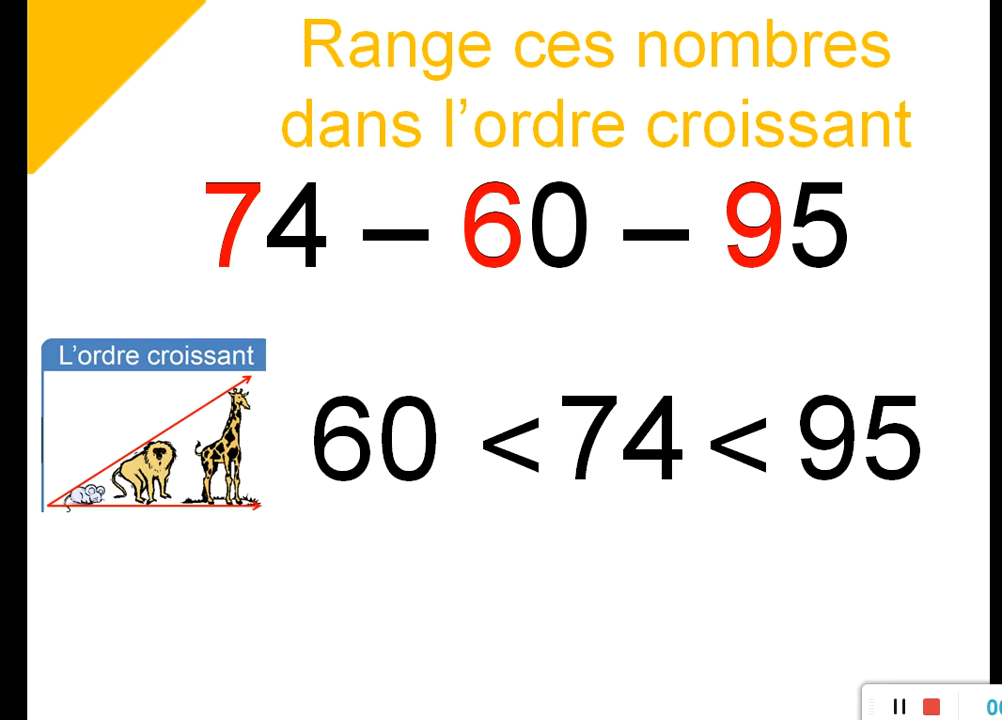 Range ces nombres
dans l’ordre croissant
74 – 60 – 95
L’ordre croissant
60 < 74 < 95